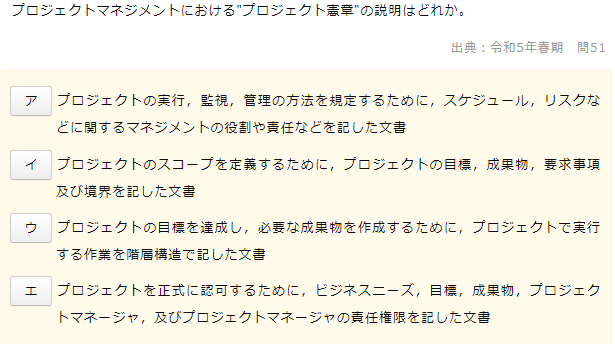 プロジェクトマネジメントにおける"プロジェクト憲章"の説明はどれか。
出典：令和5年春期　問51
ア　プロジェクトの実行，監視，管理の方法を規定するために，スケジュール，リスクな
どに関するマネジメントの役割や責任などを記した文書
イ　プロジェクトのスコープを定義するために，プロジェクトの目標，成果物，要求事項
及び境界を記した文書
ウ　プロジェクトの目標を達成し，必要な成果物を作成するために，プロジェクトで実行
する作業を階層構造で記した文書
エ　プロジェクトを正式に認可するために，ビジネスニーズ，目標，成果物，プロジェク
トマネージャ，及びプロジェクトマネージャの責任権限を記した文書